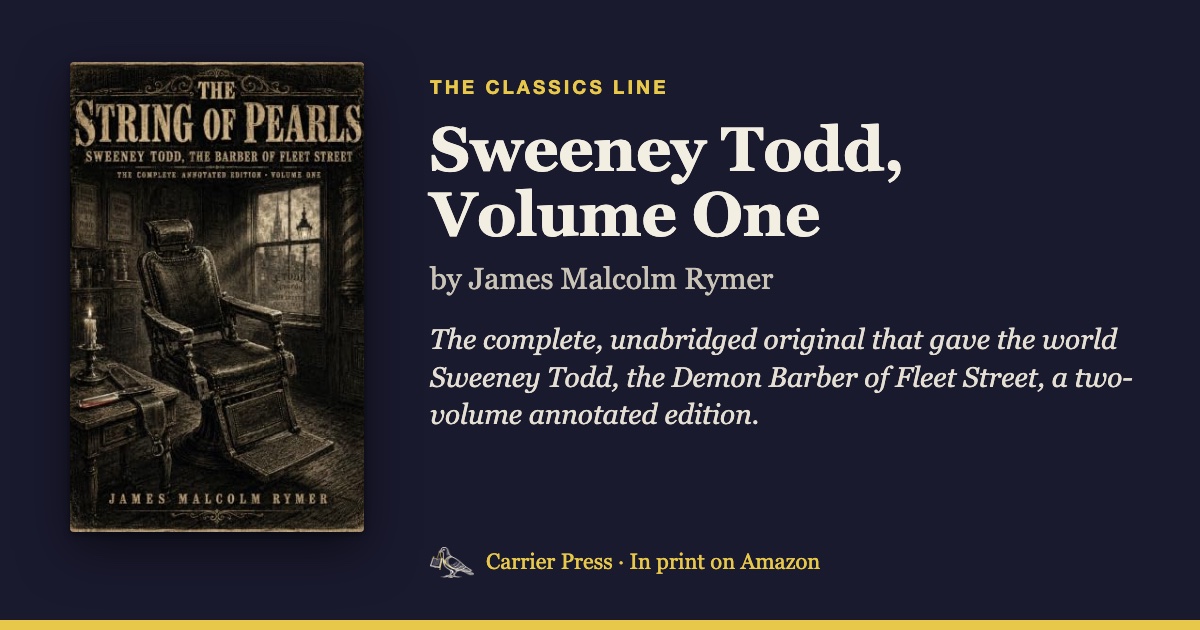 THE
STRING OF PEARLS
SWEENEY TODD, THE BARBER OF FLEET STREET
THE COMPLETE ANNOTATED EDITION · VOLUME ONE
JAMES MALCOLM RYMER
THE CLASSICS LINE
Sweeney Todd,
Volume One
by James Malcolm Rymer
The complete, unabridged original that gave the world
Sweeney Todd, the Demon Barber of Fleet Street, a two-
volume annotated edition.
Carrier Press · In print on Amazon